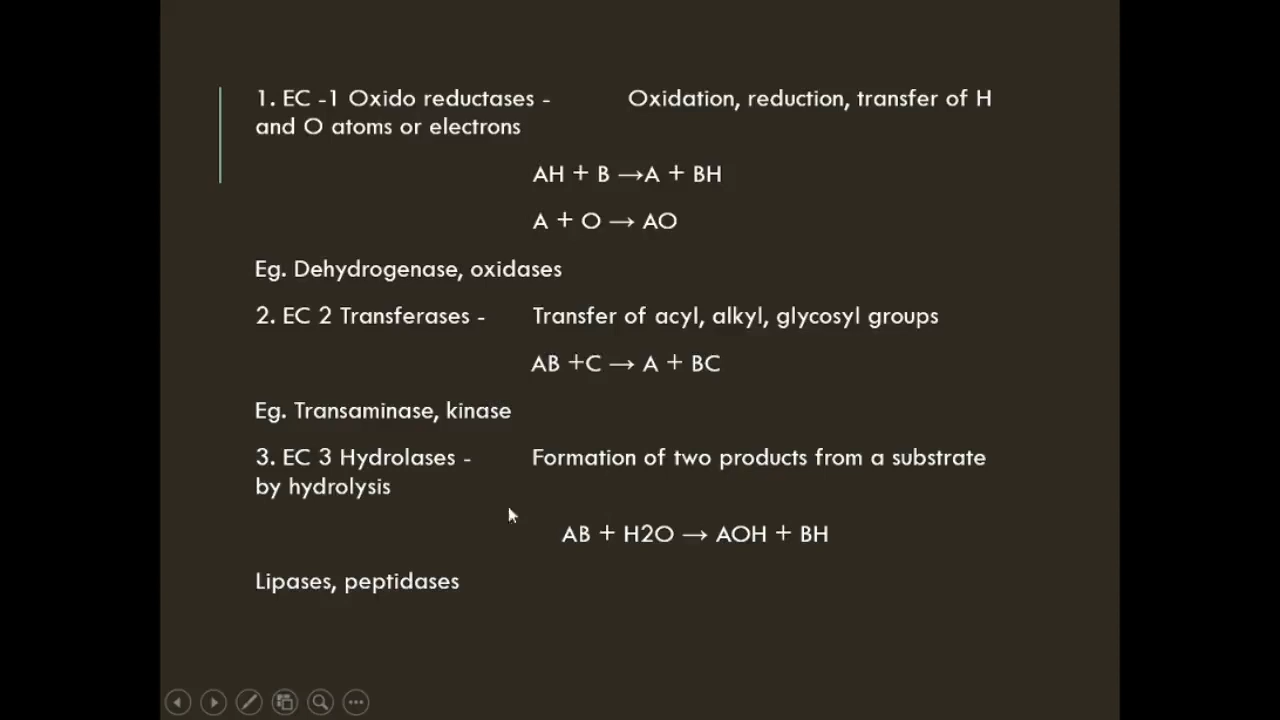 1. EC -1 Oxido reductases - Oxidation, reduction, transfer of H
and O atoms or electrons
AH + B →A + BH
A + O → AO
Eg. Dehydrogenase, oxidases
2. EC 2 Transferases - Transfer of acyl, alkyl, glycosyl groups
AB +C → A + BC
Eg. Transaminase, kinase
3. EC 3 Hydrolases - Formation of two products from a substrate
by hydrolysis
AB + H2O → AOH + BH
Lipases, peptidases